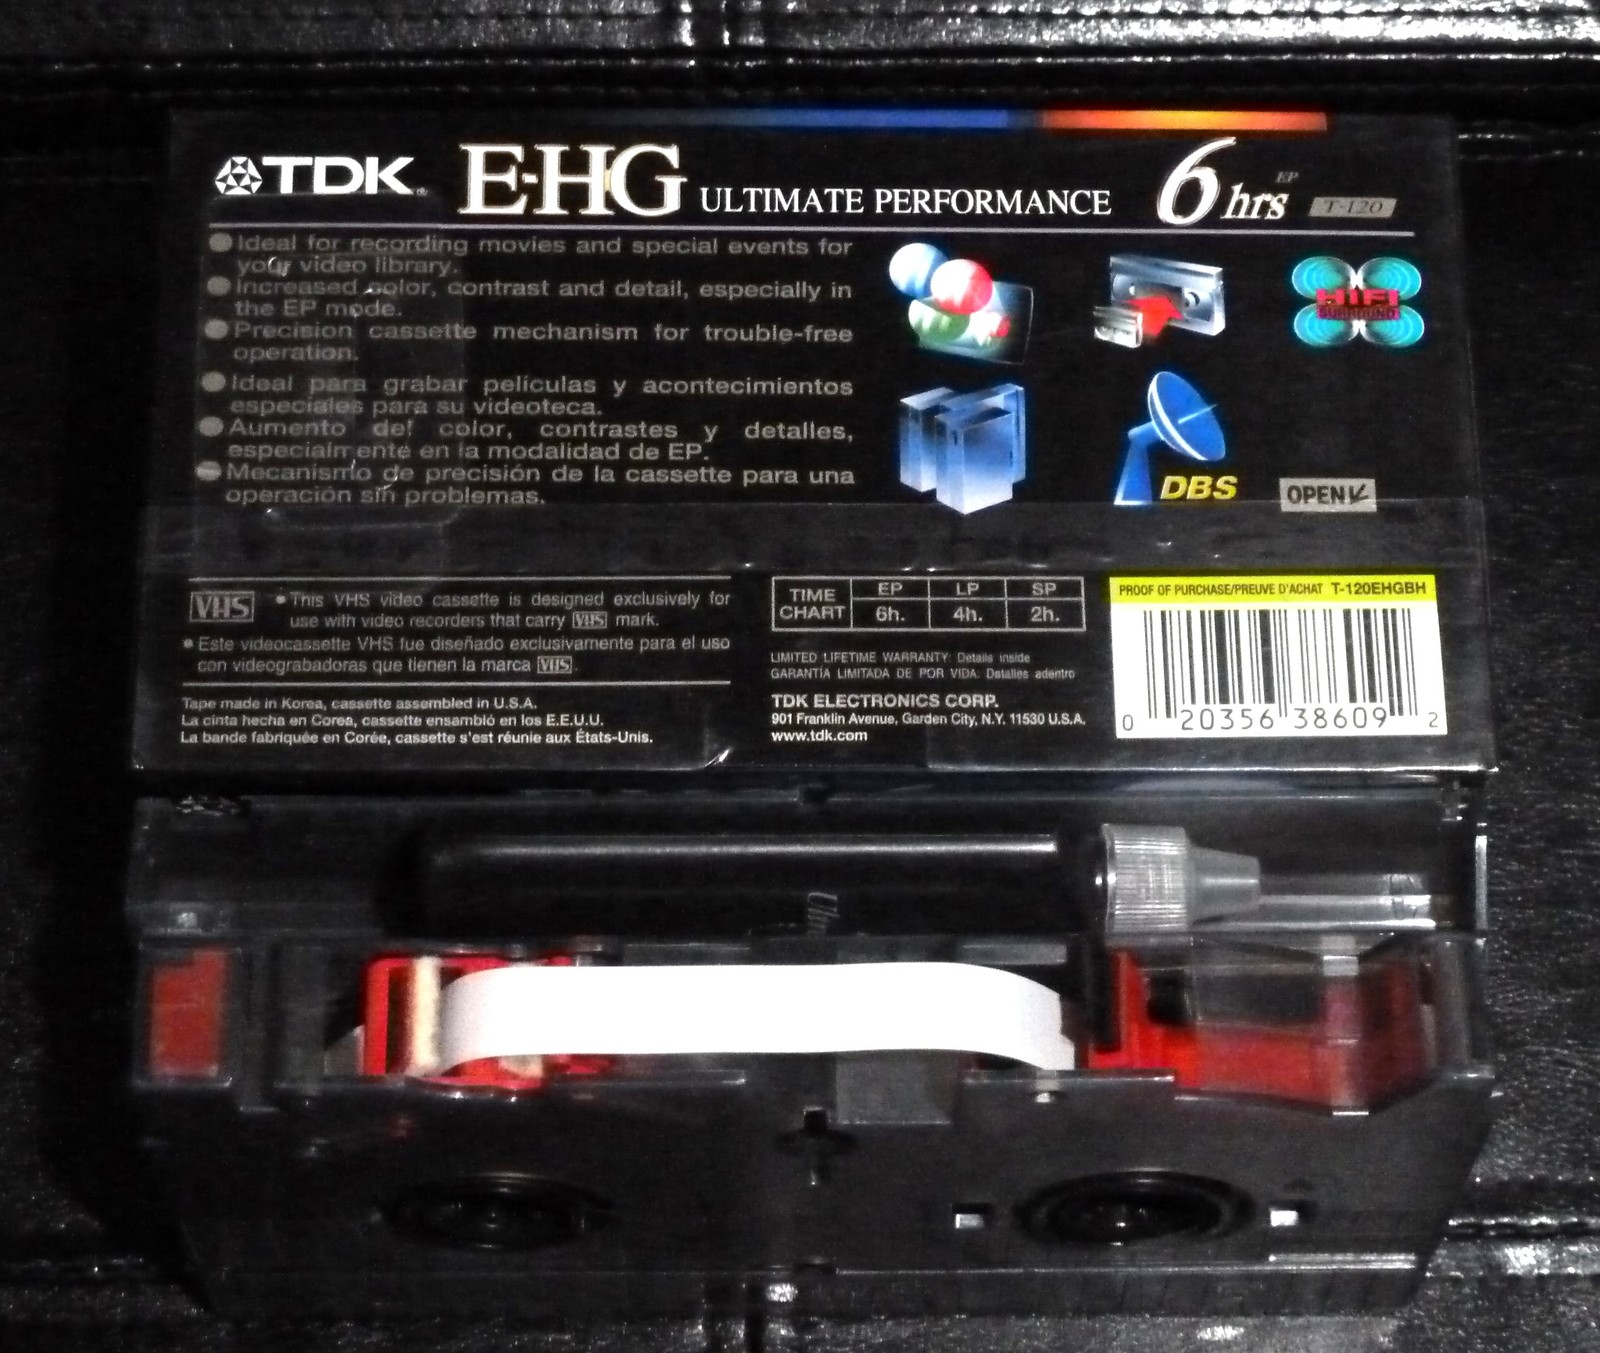 TDK E-HG ULTIMATE PERFORMANCE 6 hrs EP T-120
Ideal for recording movies and special events for
your video library.
Increased color, contrast and detail, especially in
the EP mode.
Precision cassette mechanism for trouble-free
operation.
Ideal para grabar películas y acontecimientos
especiales para su videoteca.
Aumento del color, contrastes y detalles,
especialmente en la modalidad de EP.
Mecanismo de precisión de la cassette para una
operación sin problemas.
HIFI
SURROUND
DBS
OPEN
VHS • This VHS video cassette is designed exclusively for
use with video recorders that carry VHS mark.
• Este videocassette VHS fue diseñado exclusivamente para el uso
con videograbadoras que tienen la marca VHS.
Tape made in Korea, cassette assembled in U.S.A.
La cinta hecha en Corea, cassette ensambló en los E.E.U.U.
La bande fabriquée en Corée, cassette s'est réunie aux États-Unis.
TIME CHART EP LP SP
6h. 4h. 2h.
LIMITED LIFETIME WARRANTY: Details inside
GARANTÍA LIMITADA DE POR VIDA: Detalles adentro
TDK ELECTRONICS CORP.
901 Franklin Avenue, Garden City, N.Y. 11530 U.S.A.
www.tdk.com
PROOF OF PURCHASE/PREUVE D'ACHAT T-120EHGBH
0 20356 38609 2